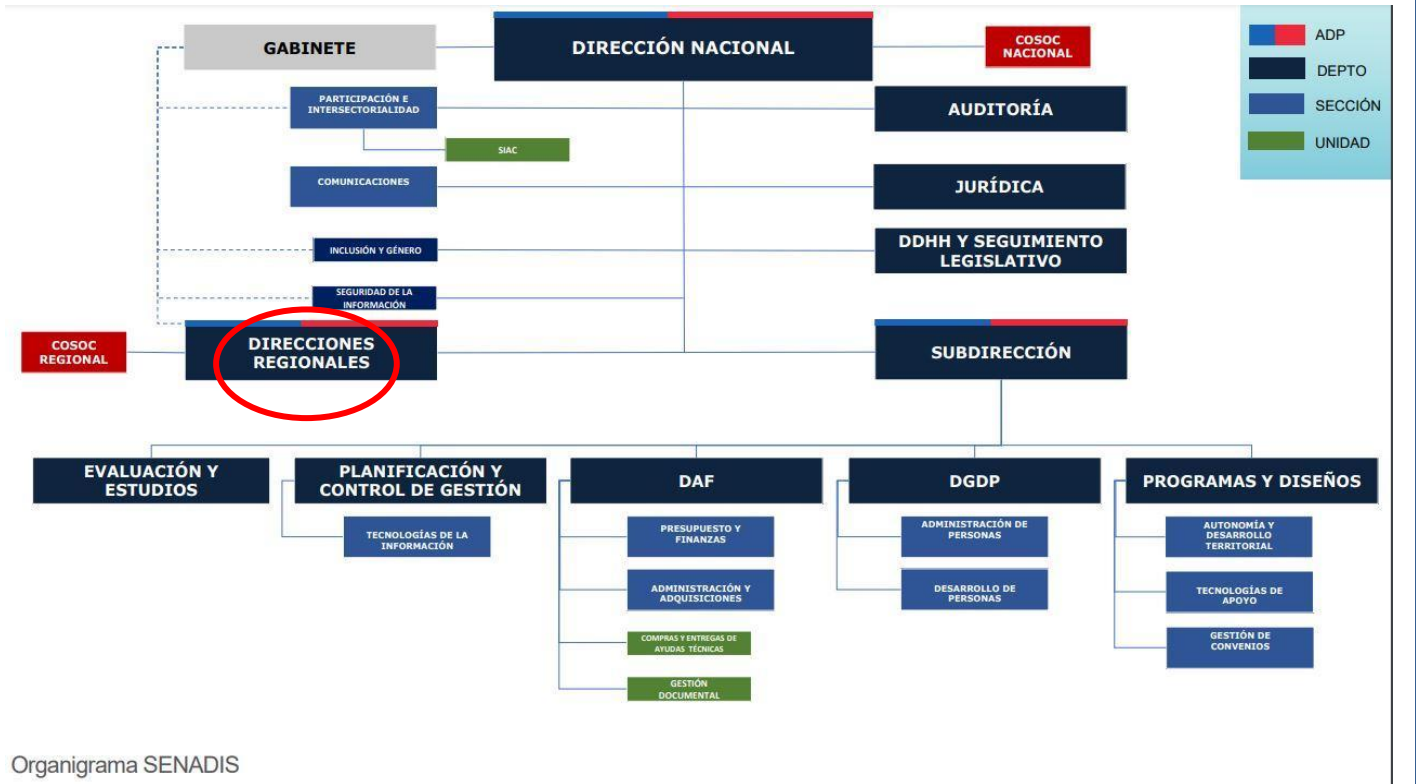 GABINETE
DIRECCIÓN NACIONAL
COSOC
NACIONAL
ADP
DEPTO
SECCIÓN
UNIDAD
PARTICIPACIÓN E
INTERSECTORIALIDAD
AUDITORÍA
SIAC
COMUNICACIONES
JURÍDICA
INCLUSIÓN Y GÉNERO
DDHH Y SEGUIMIENTO
LEGISLATIVO
SEGURIDAD DE LA
INFORMACIÓN
COSOC
REGIONAL
DIRECCIONES
REGIONALES
SUBDIRECCIÓN
EVALUACIÓN Y
ESTUDIOS
PLANIFICACIÓN Y
CONTROL DE GESTIÓN
DAF
DGDP
PROGRAMAS Y DISEÑOS
TECNOLOGÍAS DE LA
INFORMACIÓN
PRESUPUESTO Y
FINANZAS
ADMINISTRACIÓN Y
ADQUISICIONES
COMPRAS Y ENTREGAS DE
AYUDAS TÉCNICAS
GESTIÓN
DOCUMENTAL
ADMINISTRACIÓN DE
PERSONAS
DESARROLLO DE
PERSONAS
AUTONOMÍA Y
DESARROLLO
TERRITORIAL
TECNOLOGÍAS DE
APOYO
GESTIÓN DE
CONVENIOS
Organigrama SENADIS